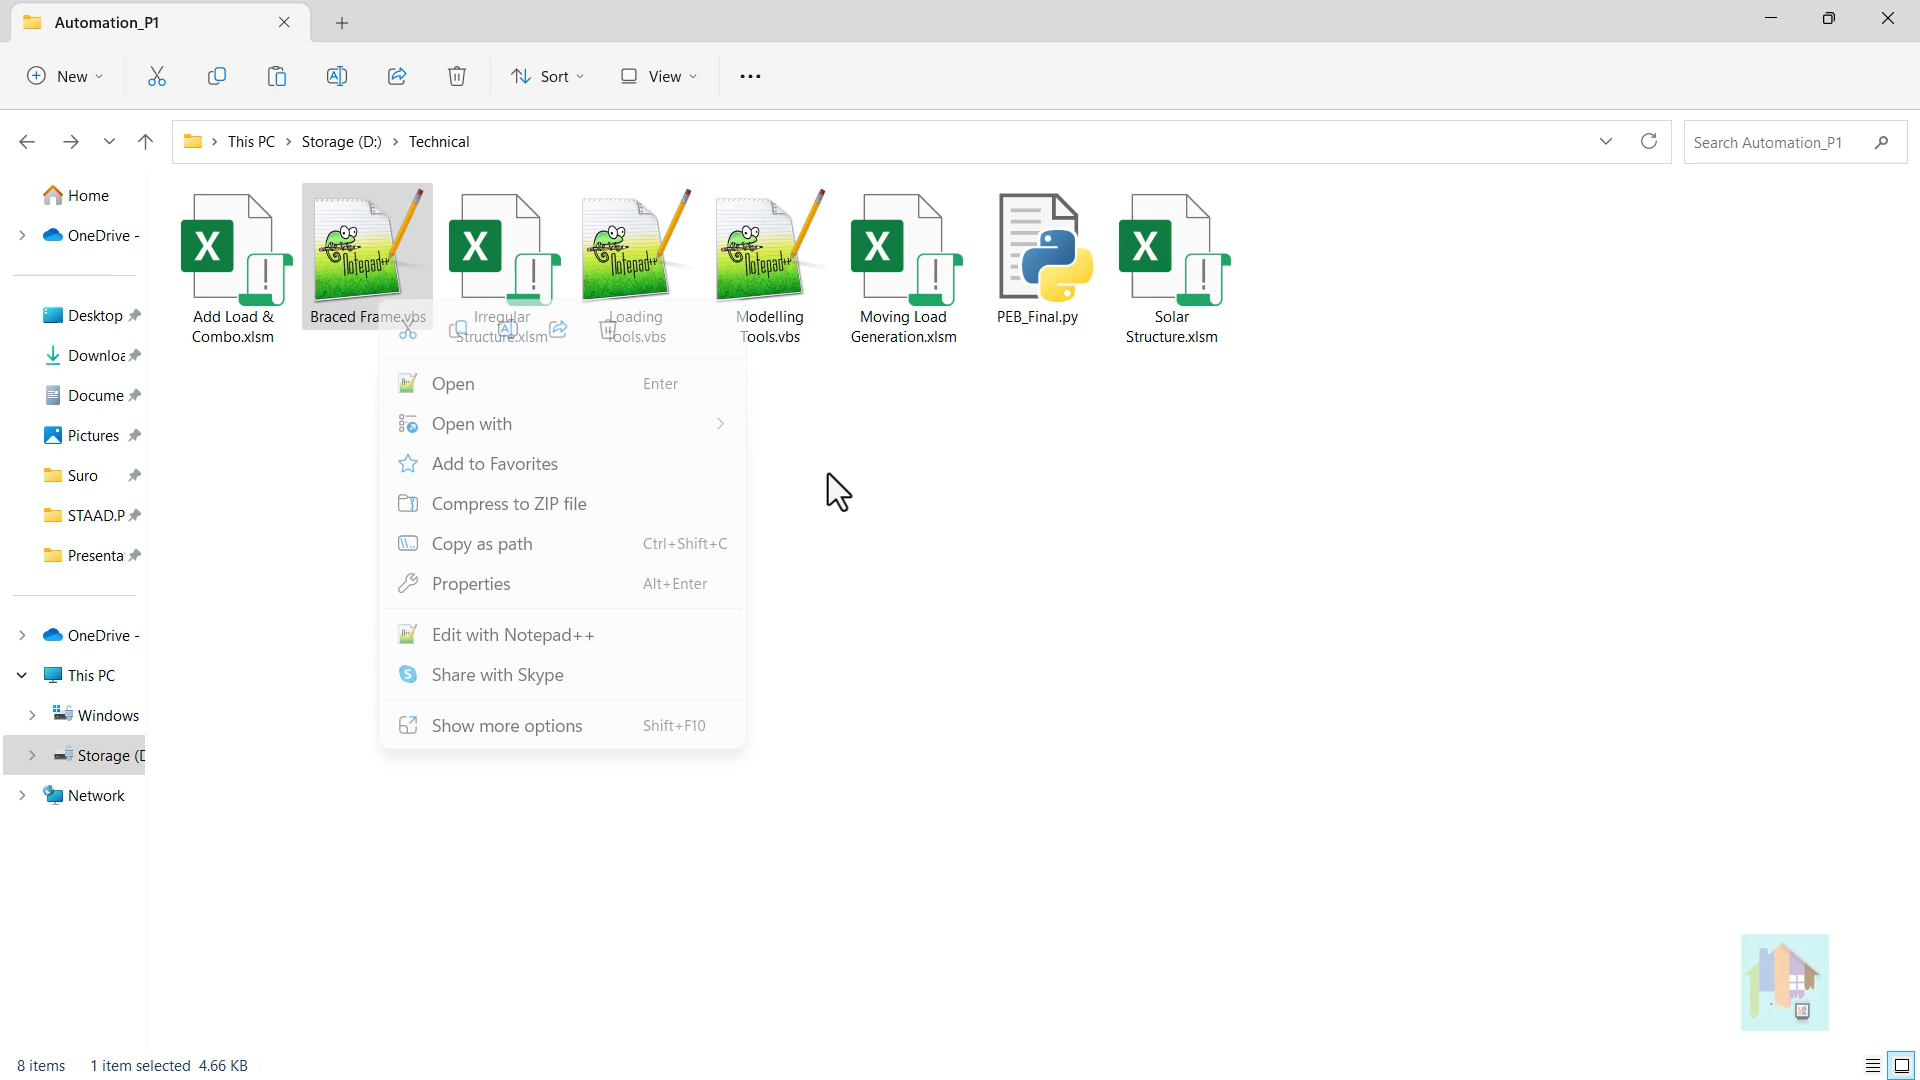 Automation_P1
New
Sort
View
This PC
Storage (D:)
Technical
Search Automation_P1
Home
OneDrive -
Desktop
Downloa
Docume
Pictures
Suro
STAAD.P
Presenta
OneDrive -
This PC
Windows
Storage (D
Network
Add Load &
Combo.xlsm
Braced Frame.vbs
Irregular
Structure.xlsm
Loading
Tools.vbs
Modelling
Tools.vbs
Moving Load
Generation.xlsm
PEB_Final.py
Solar
Structure.xlsm
Notepad++
Notepad++
Notepad++
Open Enter
Open with
Add to Favorites
Compress to ZIP file
Copy as path Ctrl+Shift+C
Properties Alt+Enter
Edit with Notepad++
Share with Skype
Show more options Shift+F10
8 items 1 item selected 4.66 KB